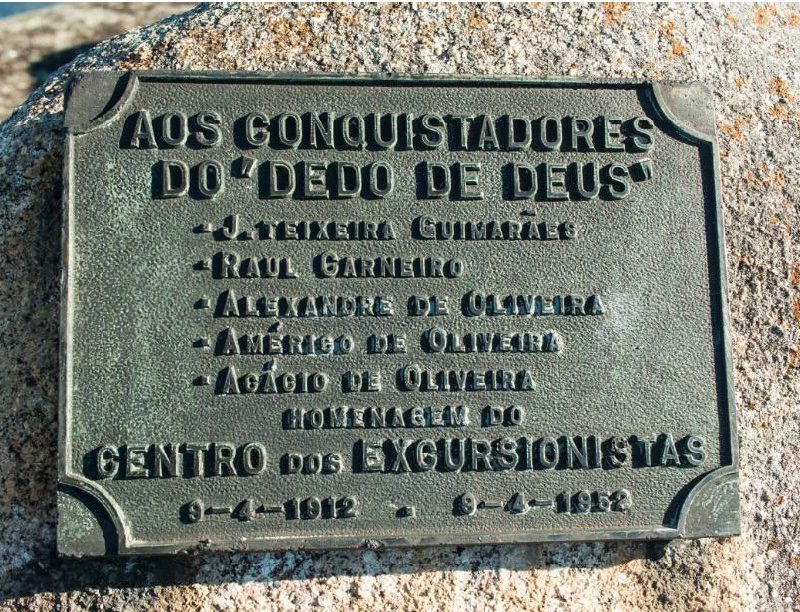 AOS CONQUISTADORES
DO "DEDO DE DEUS"
- J. TEIXEIRA GUIMARÃES
- RAUL CARNEIRO
- ALEXANDRE DE OLIVEIRA
- AMÉRICO DE OLIVEIRA
- ACÁCIO DE OLIVEIRA
HOMENAGEM DO
CENTRO DOS EXCURSIONISTAS
9-4-1912 - 9-4-1952